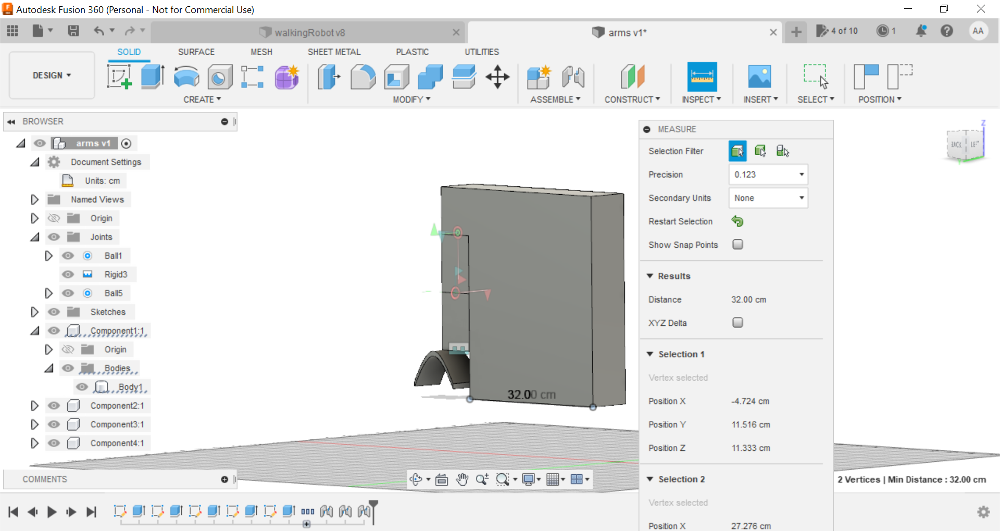 Autodesk Fusion 360 (Personal - Not for Commercial Use)
walkingRobot v8
arms v1*
4 of 10
1
AA
DESIGN
SOLID
SURFACE
MESH
SHEET METAL
PLASTIC
UTILITIES
CREATE
MODIFY
ASSEMBLE
CONSTRUCT
INSPECT
INSERT
SELECT
POSITION
BROWSER
arms v1
Document Settings
Units: cm
Named Views
Origin
Joints
Ball1
Rigid3
Ball5
Sketches
Component1:1
Origin
Bodies
Body1
Component2:1
Component3:1
Component4:1
COMMENTS
32.00 cm
MEASURE
Selection Filter
Precision
0.123
Secondary Units
None
Restart Selection
Show Snap Points
Results
Distance
32.00 cm
XYZ Delta
Selection 1
Vertex selected
Position X
-4.724 cm
Position Y
11.516 cm
Position Z
11.333 cm
Selection 2
Vertex selected
Position X
27.276 cm
Z
BACK
2 Vertices | Min Distance : 32.00 cm